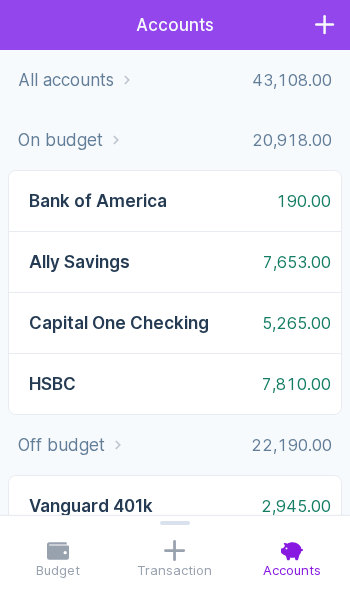 Accounts
All accounts 43,108.00
On budget 20,918.00
Bank of America 190.00
Ally Savings 7,653.00
Capital One Checking 5,265.00
HSBC 7,810.00
Off budget 22,190.00
Vanguard 401k 2,945.00
Budget Transaction Accounts